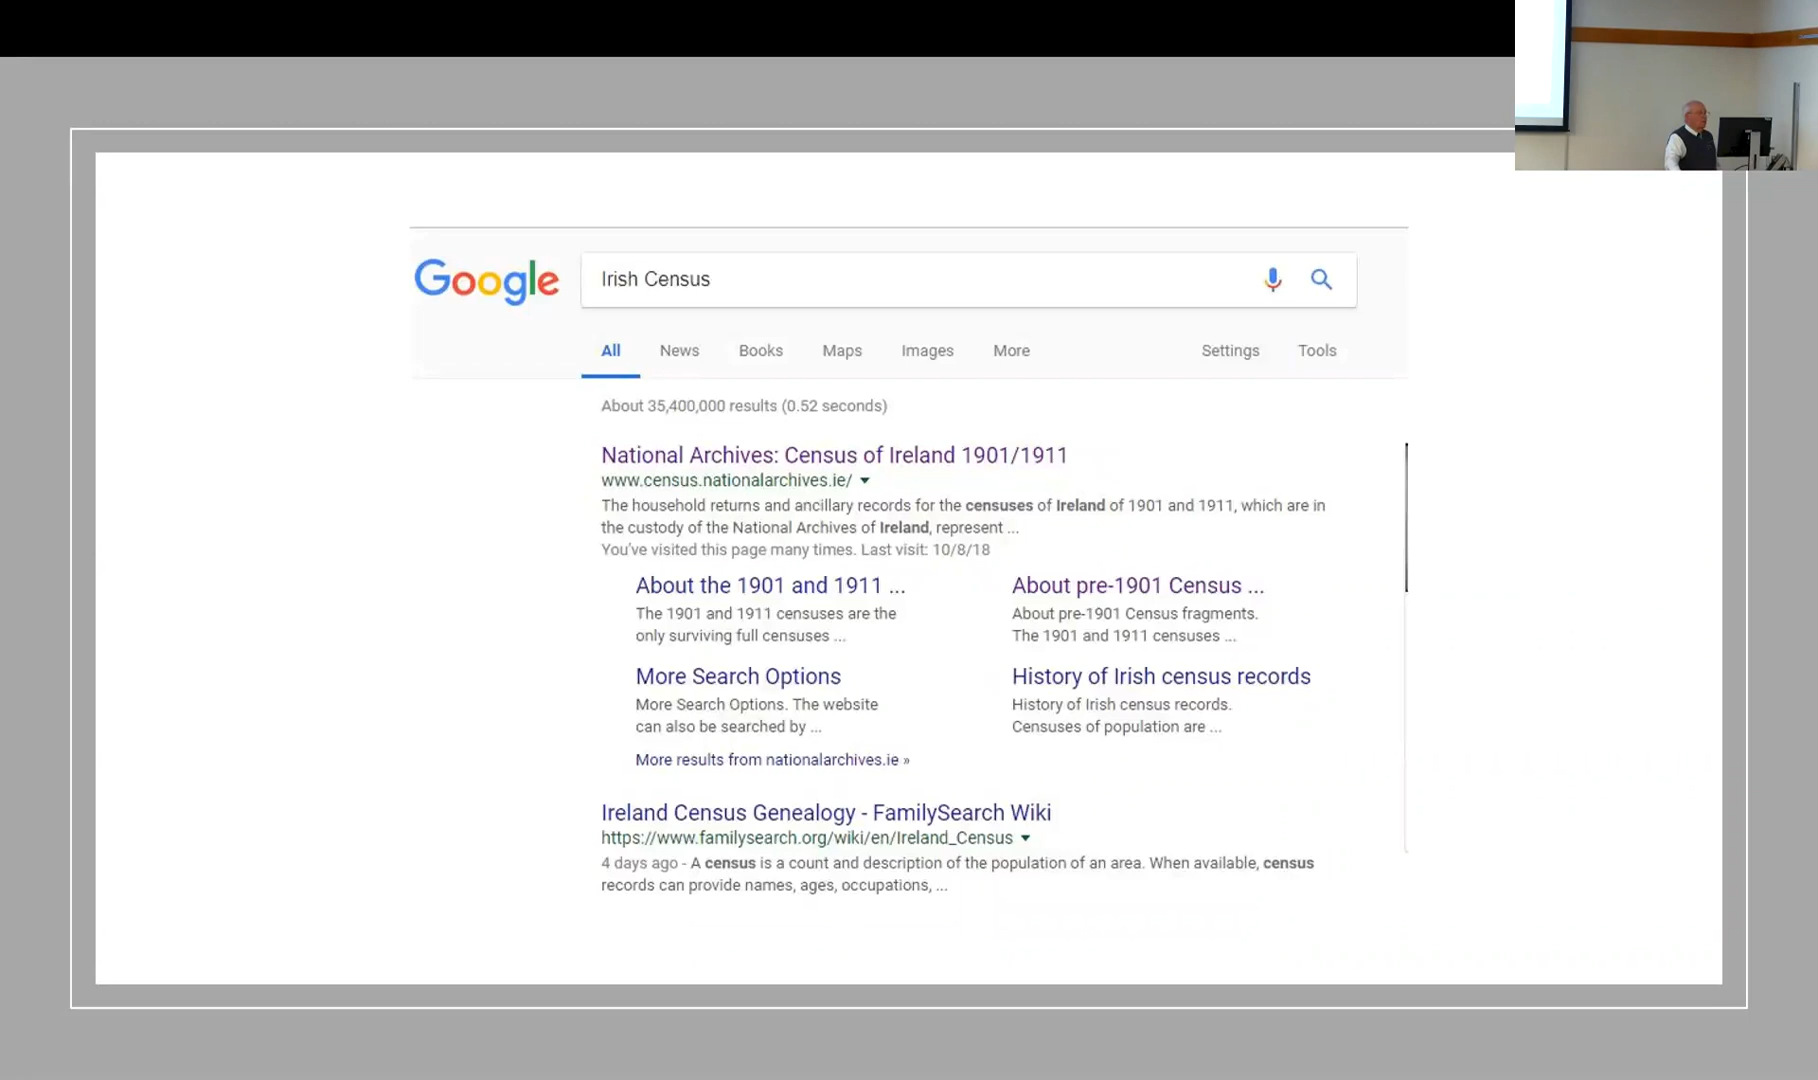 Google
Irish Census
All News Books Maps Images More Settings Tools
About 35,400,000 results (0.52 seconds)
National Archives: Census of Ireland 1901/1911
www.census.nationalarchives.ie/
The household returns and ancillary records for the censuses of Ireland of 1901 and 1911, which are in
the custody of the National Archives of Ireland, represent ...
You've visited this page many times. Last visit: 10/8/18
About the 1901 and 1911 ...
The 1901 and 1911 censuses are the
only surviving full censuses ...
About pre-1901 Census ...
About pre-1901 Census fragments.
The 1901 and 1911 censuses ...
More Search Options
More Search Options. The website
can also be searched by ...
History of Irish census records
History of Irish census records.
Censuses of population are ...
More results from nationalarchives.ie »
Ireland Census Genealogy - FamilySearch Wiki
https://www.familysearch.org/wiki/en/Ireland_Census
4 days ago - A census is a count and description of the population of an area. When available, census
records can provide names, ages, occupations, ...